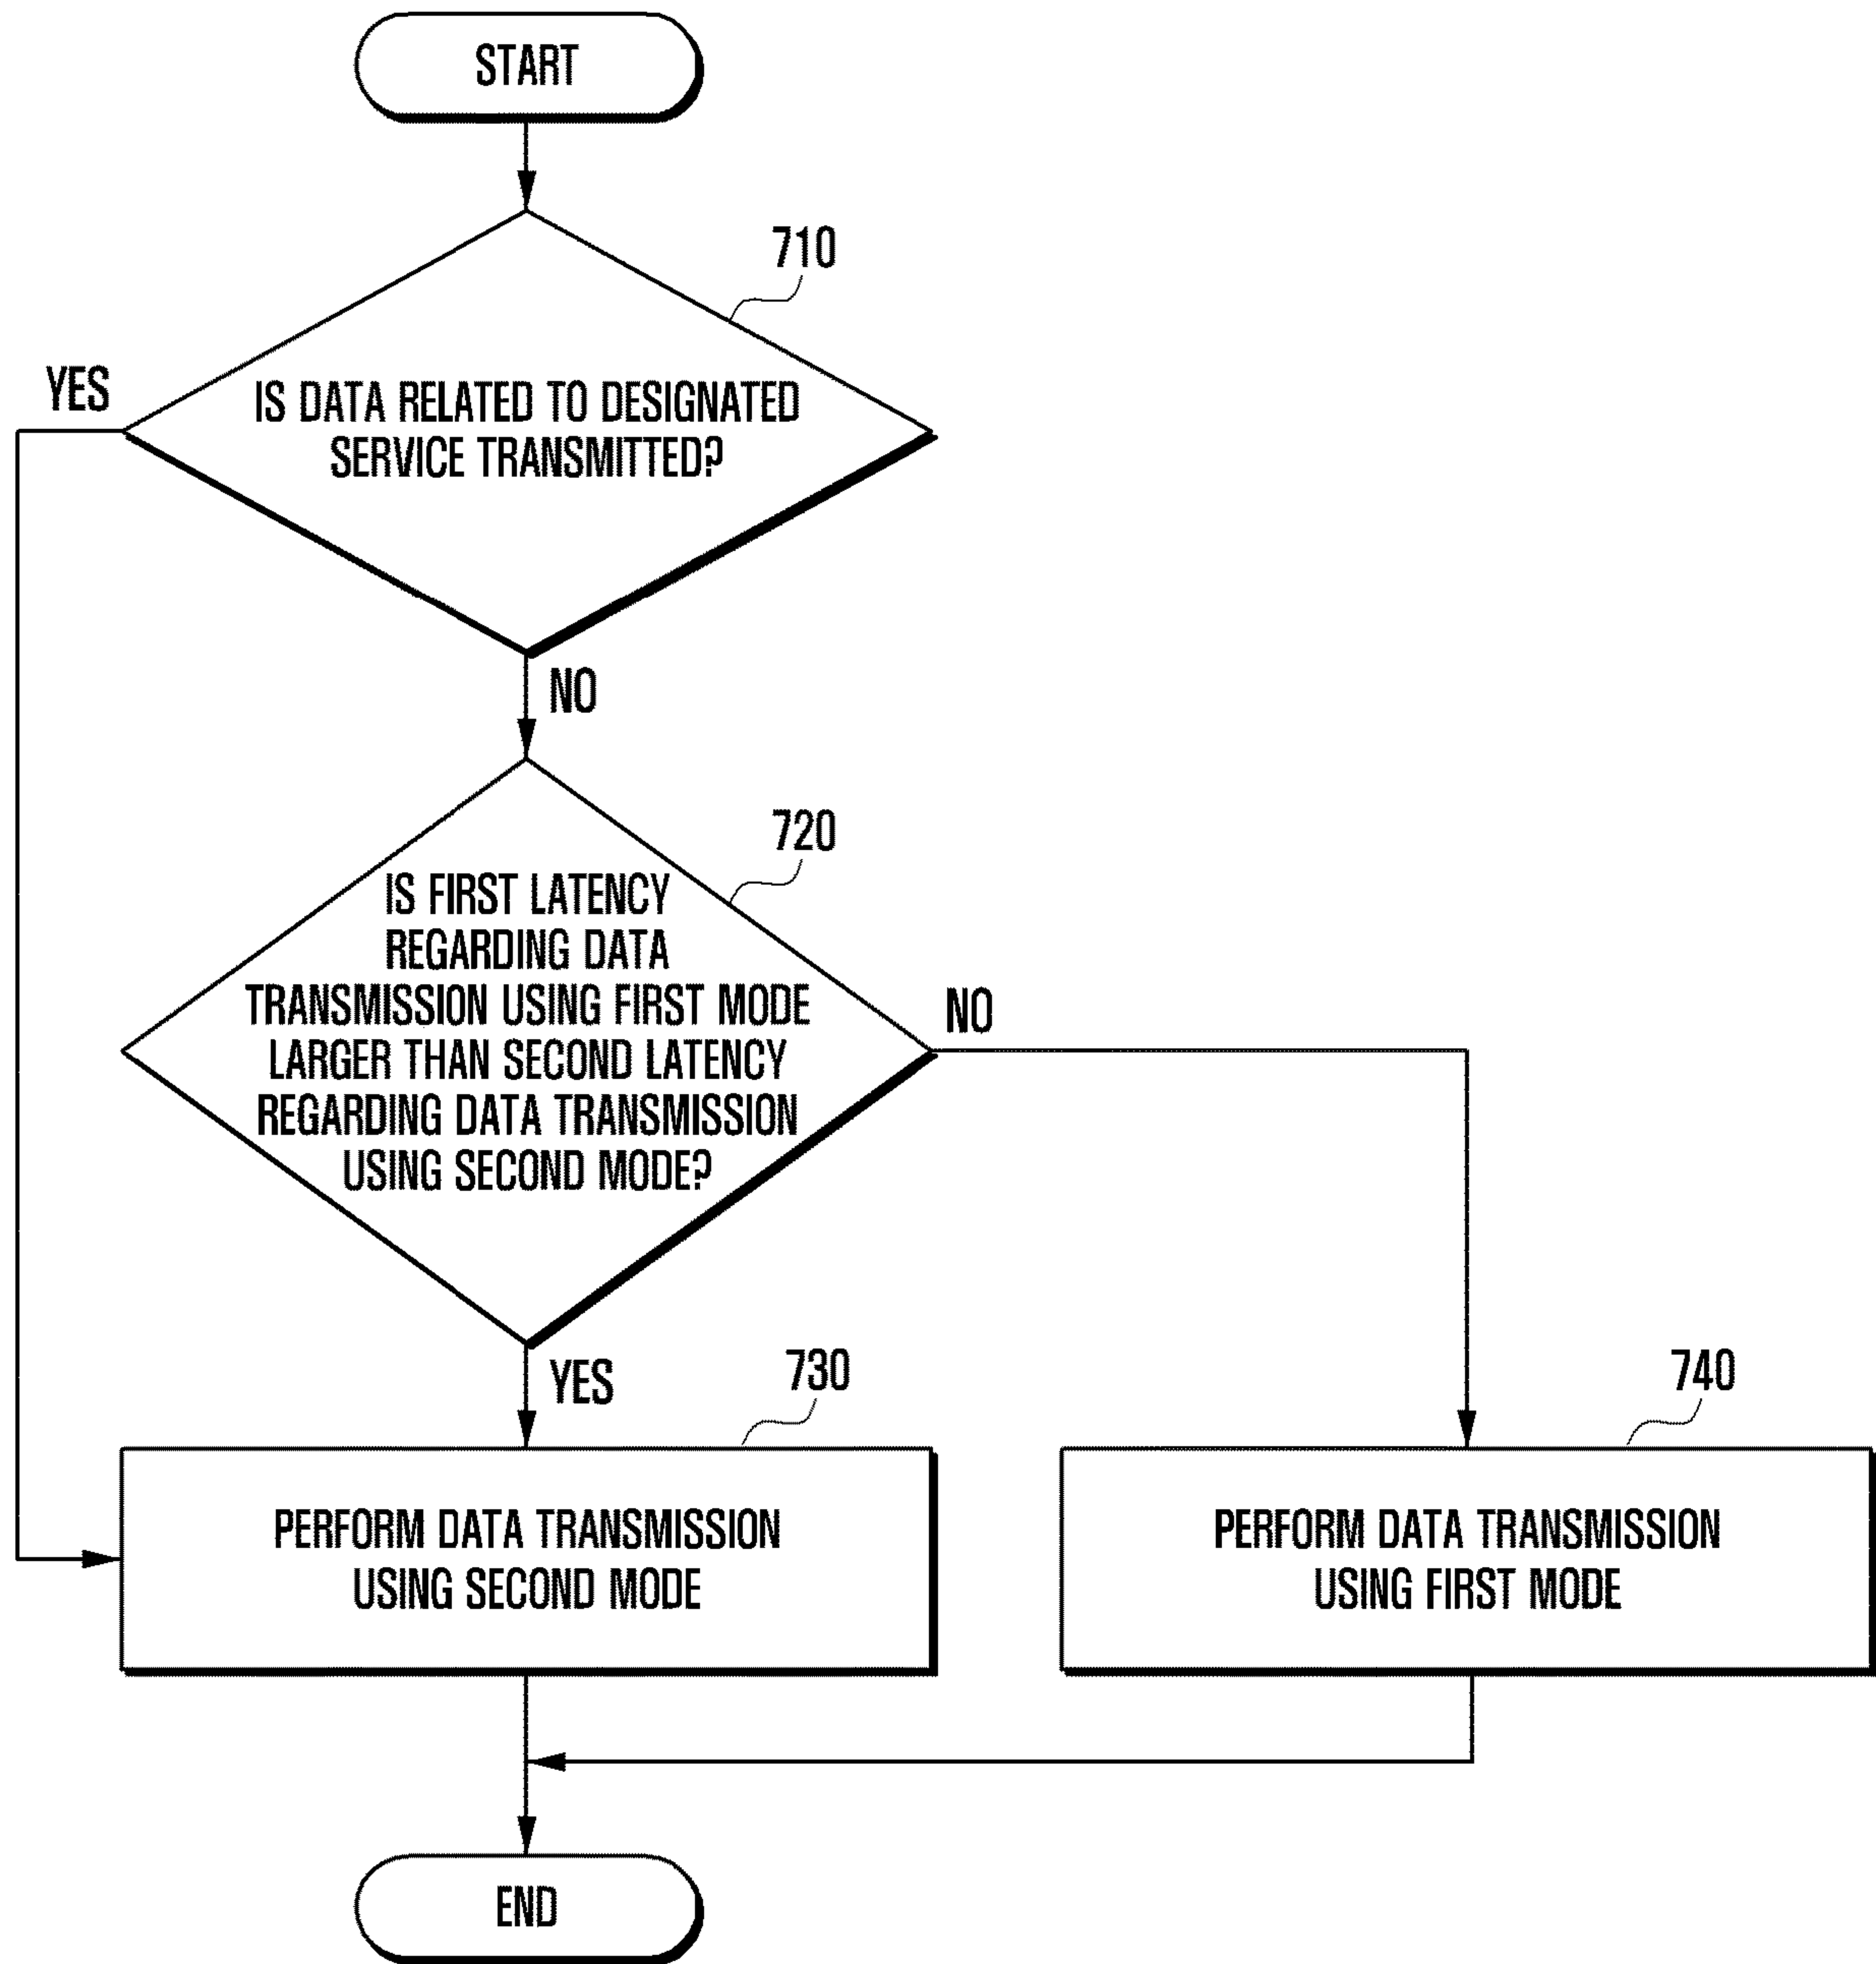 START
710
YES
IS DATA RELATED TO DESIGNATED
SERVICE TRANSMITTED?
NO
720
IS FIRST LATENCY
REGARDING DATA
TRANSMISSION USING FIRST MODE
LARGER THAN SECOND LATENCY
REGARDING DATA TRANSMISSION
USING SECOND MODE?
NO
YES
730
740
PERFORM DATA TRANSMISSION
USING SECOND MODE
PERFORM DATA TRANSMISSION
USING FIRST MODE
END